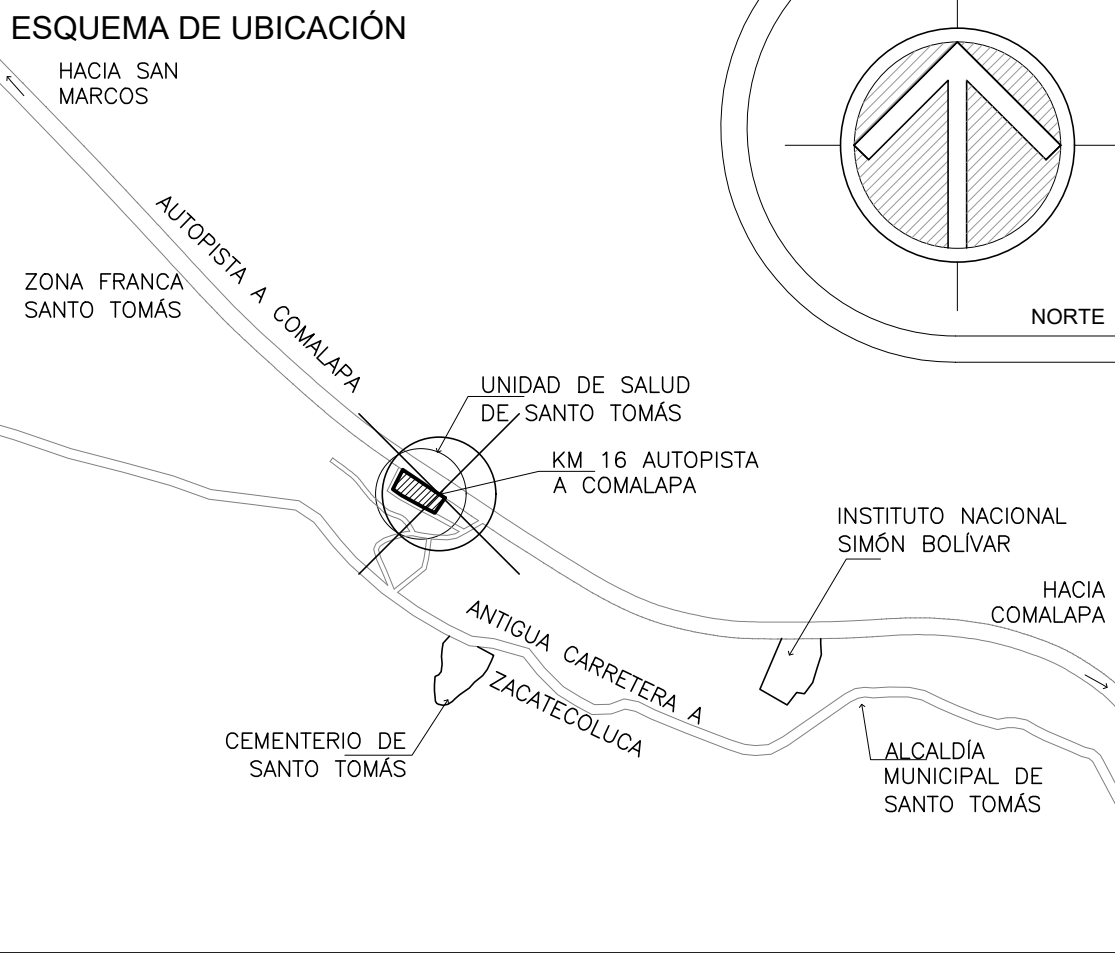 ESQUEMA DE UBICACIÓN
HACIA SAN
MARCOS
NORTE
AUTOPISTA A COMALAPA
ZONA FRANCA
SANTO TOMÁS
UNIDAD DE SALUD
DE SANTO TOMÁS
KM 16 AUTOPISTA
A COMALAPA
INSTITUTO NACIONAL
SIMÓN BOLÍVAR
HACIA
COMALAPA
ANTIGUA CARRETERA A
ZACATECOLUCA
CEMENTERIO DE
SANTO TOMÁS
ALCALDÍA
MUNICIPAL DE
SANTO TOMÁS